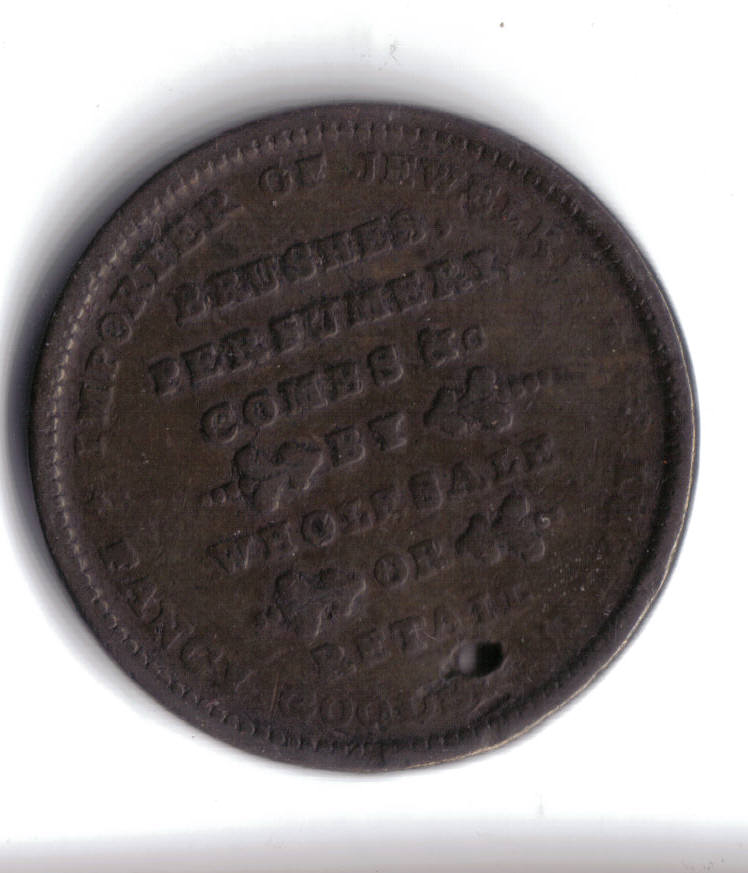 IMPORTER OF JEWELRY
BRUSHES,
PERFUMERY
COMBS &c.
BY
WHOLESALE
OR
RETAIL
FANCY GOODS